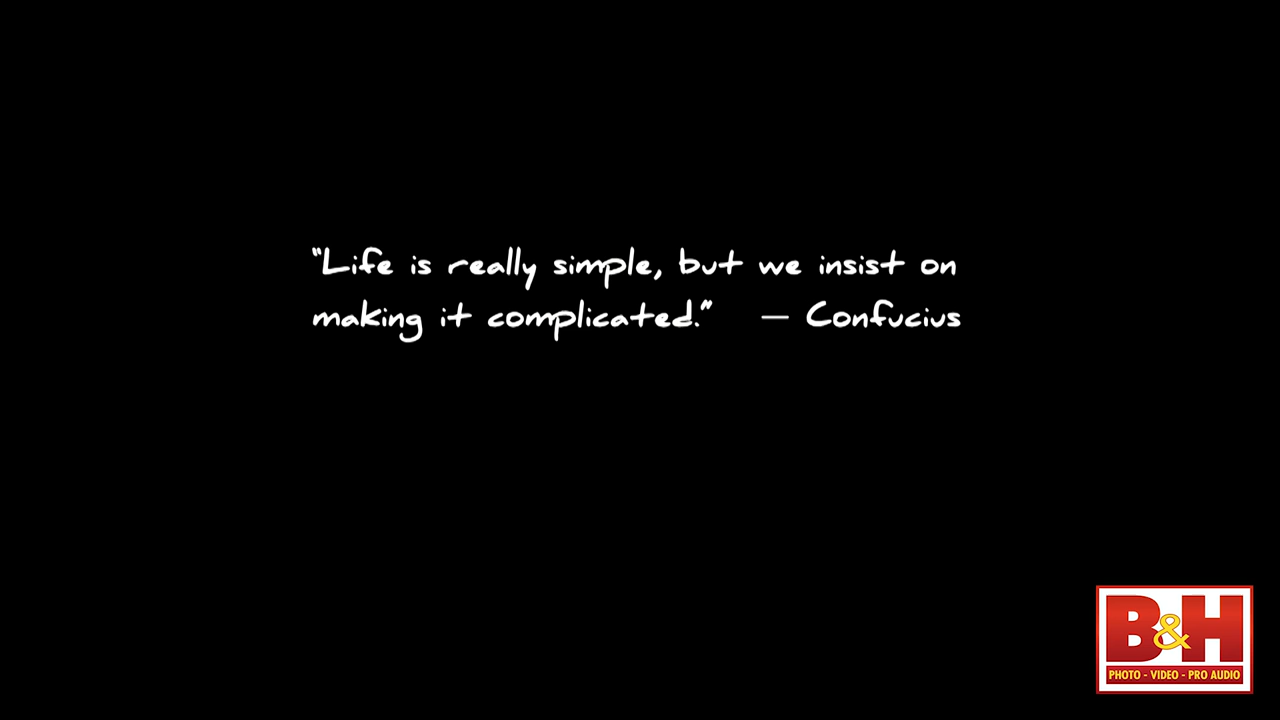 "Life is really simple, but we insist on
making it complicated." — Confucius
B&H
PHOTO - VIDEO - PRO AUDIO